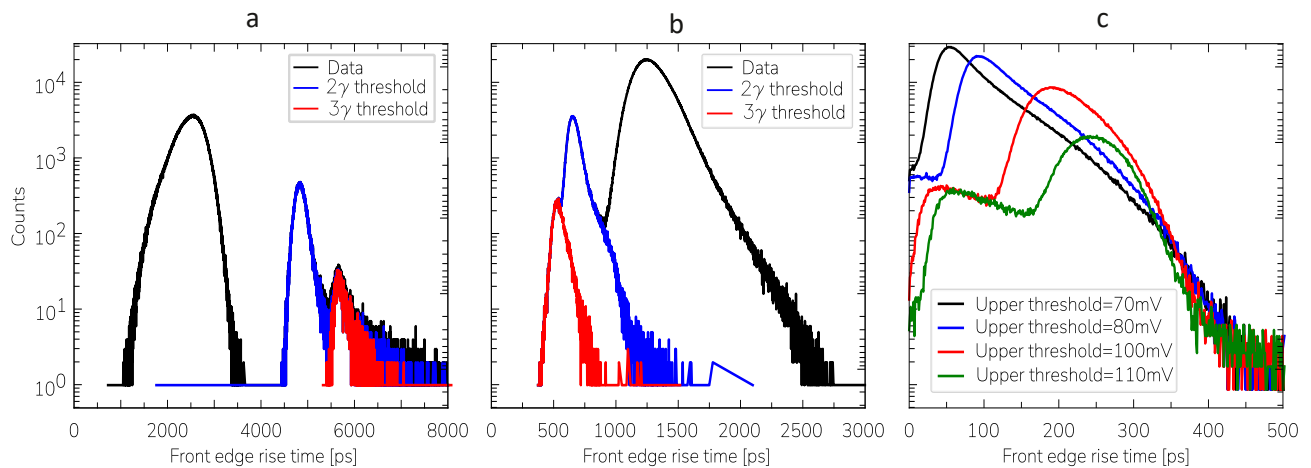 a
b
c
Counts
10⁴
10³
10²
10¹
10⁰
0
2000
4000
6000
8000
Front edge rise time [ps]
Data
2γ threshold
3γ threshold
0
500
1000
1500
2000
2500
3000
Front edge rise time [ps]
Data
2γ threshold
3γ threshold
0
100
200
300
400
500
Front edge rise time [ps]
Upper threshold=70mV
Upper threshold=80mV
Upper threshold=100mV
Upper threshold=110mV